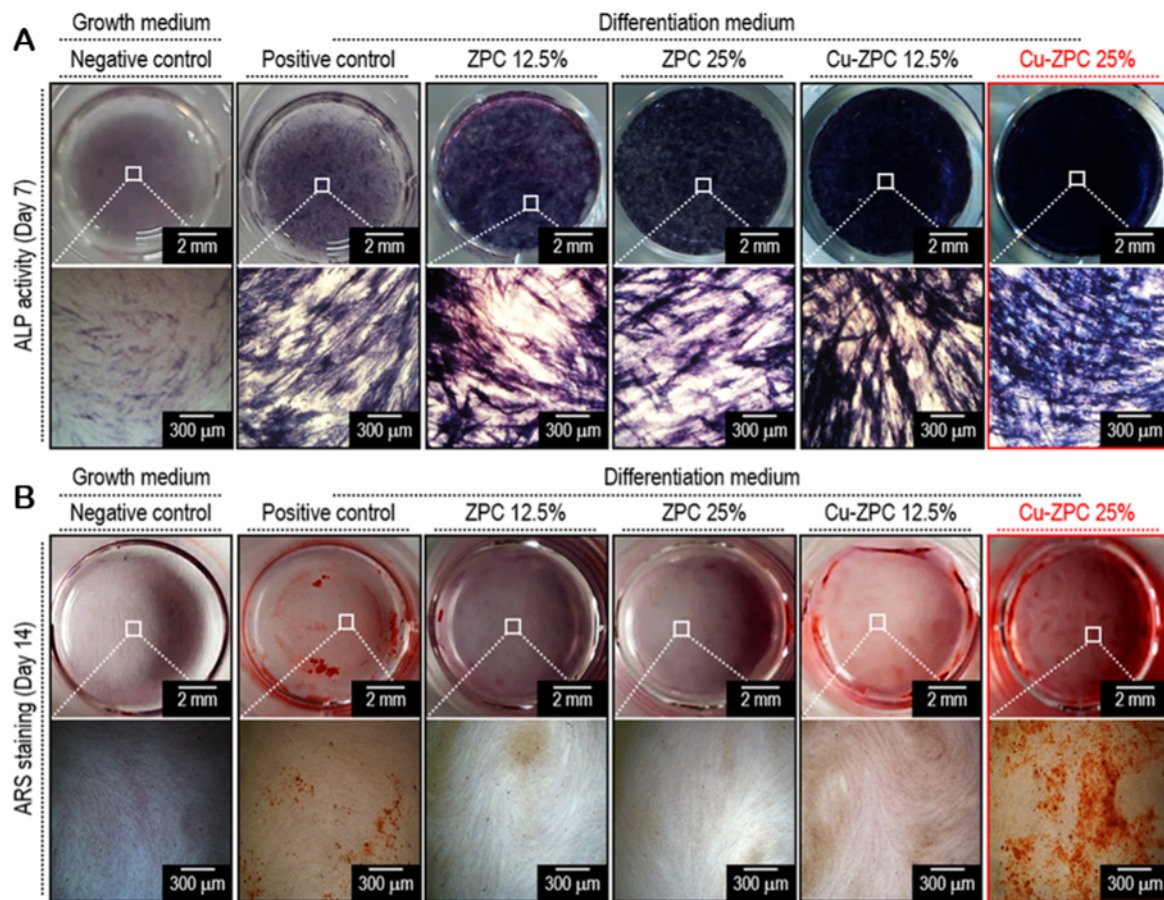 A
Growth medium
Differentiation medium
Negative control
Positive control
ZPC 12.5%
ZPC 25%
Cu-ZPC 12.5%
Cu-ZPC 25%
ALP activity (Day 7)
2 mm
2 mm
2 mm
2 mm
2 mm
2 mm
300 μm
300 μm
300 μm
300 μm
300 μm
300 μm
B
Growth medium
Differentiation medium
Negative control
Positive control
ZPC 12.5%
ZPC 25%
Cu-ZPC 12.5%
Cu-ZPC 25%
ARS staining (Day 14)
2 mm
2 mm
2 mm
2 mm
2 mm
2 mm
300 μm
300 μm
300 μm
300 μm
300 μm
300 μm